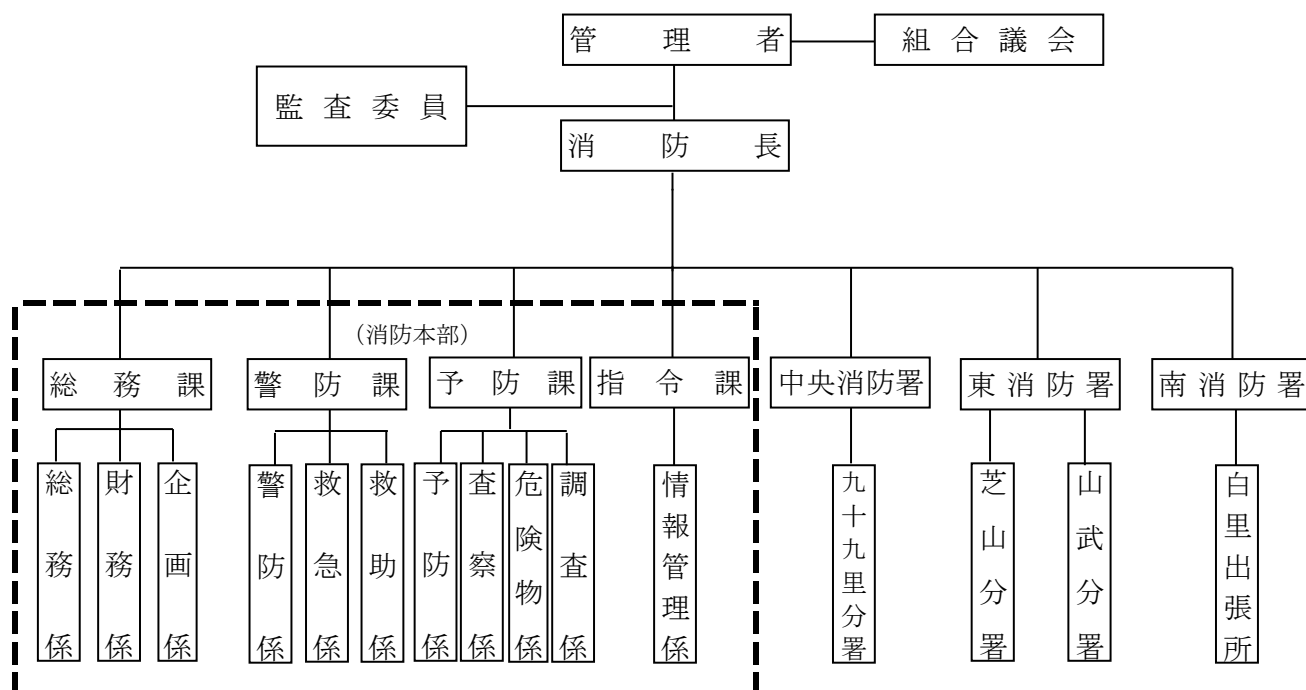 管理者
組合議会
監査委員
消防長
（消防本部）
総務課
警防課
予防課
指令課
中央消防署
東消防署
南消防署
総務係
財務係
企画係
警防係
救急係
救助係
予防係
査察係
危険物係
調査係
情報管理係
九十九里分署
芝山分署
山武分署
白里出張所